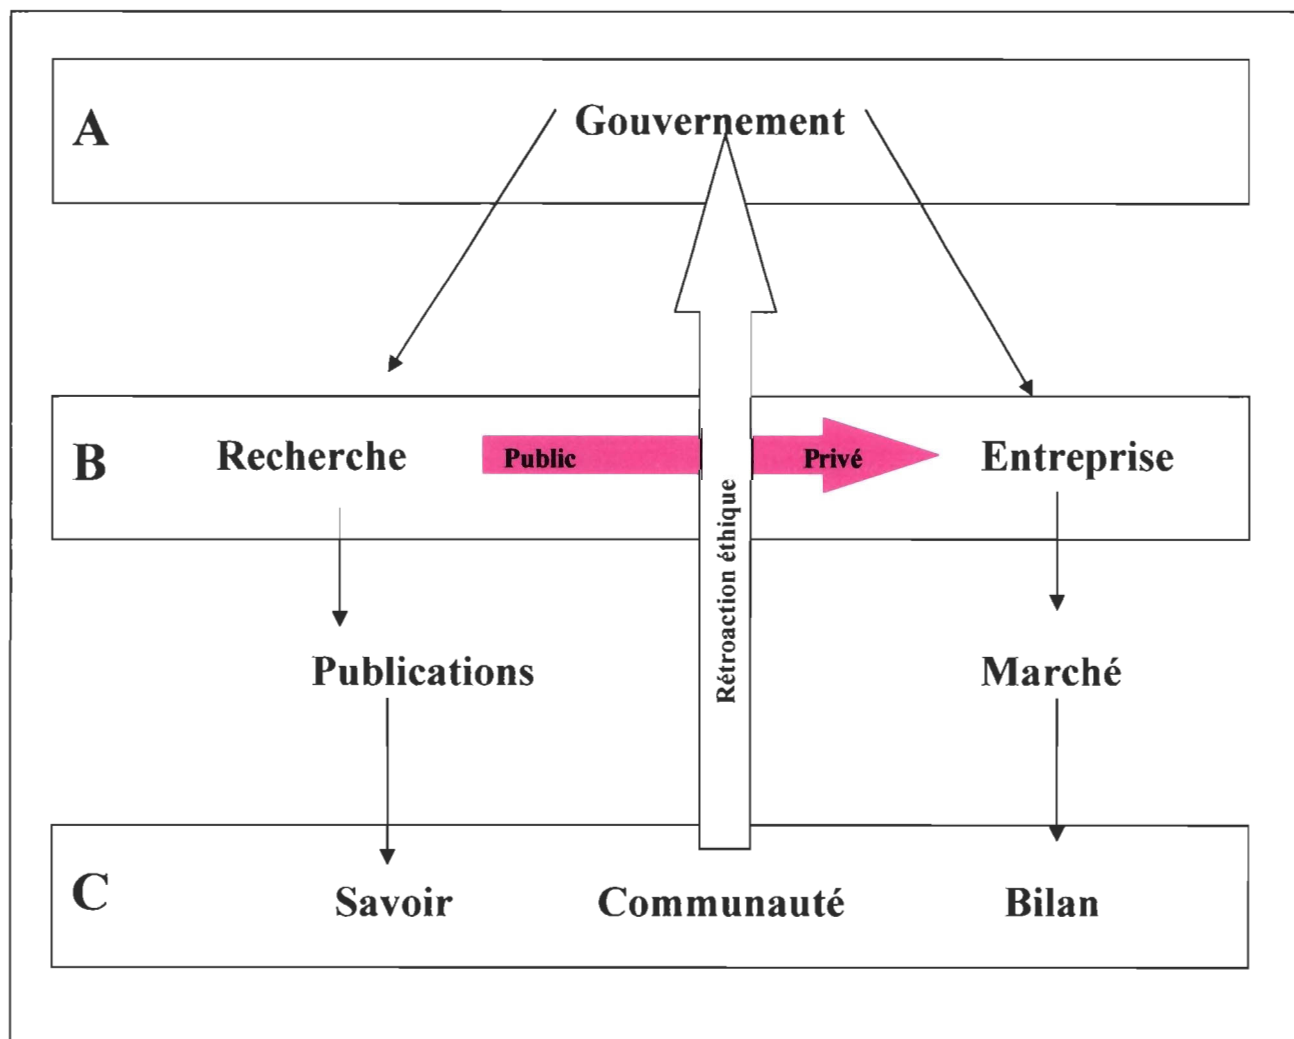 A
Gouvernement
B
Recherche
Public
Privé
Entreprise
Rétroaction éthique
Publications
Marché
C
Savoir
Communauté
Bilan